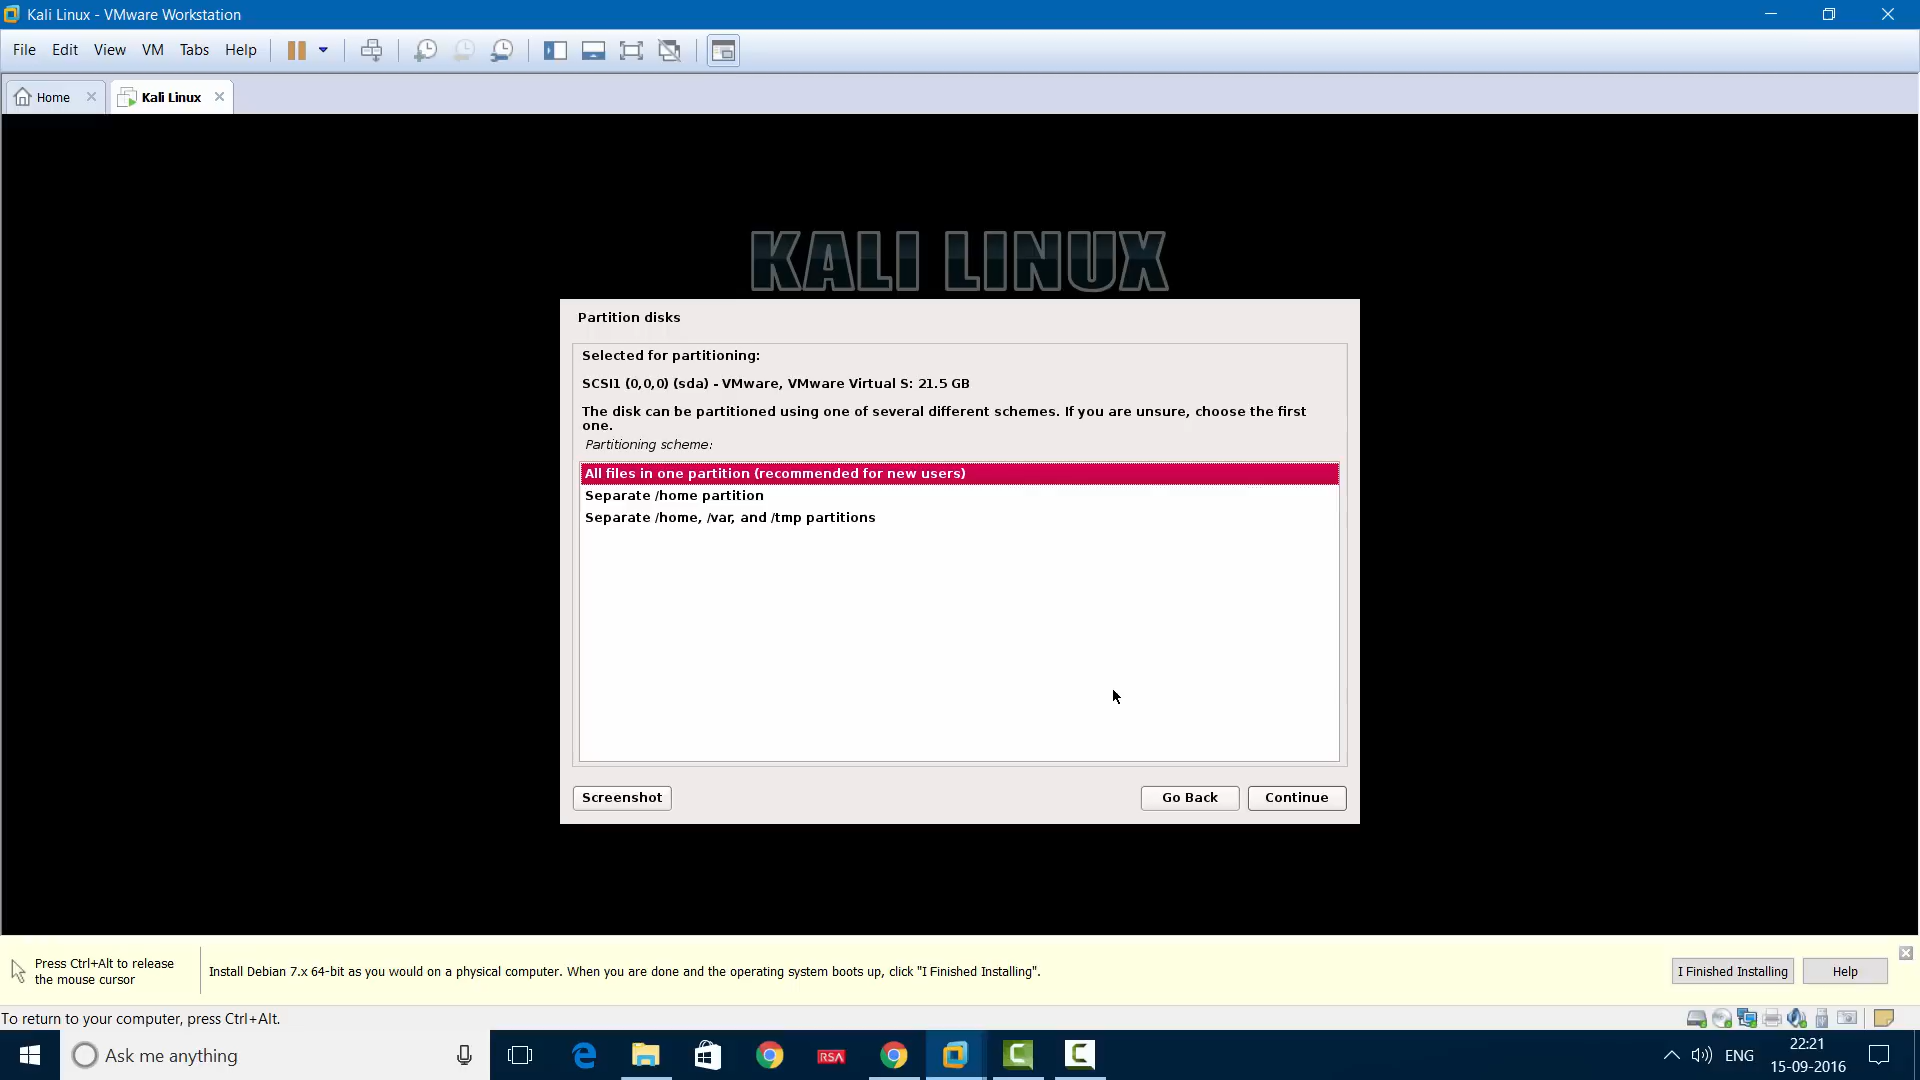 Kali Linux - VMware Workstation
File Edit View VM Tabs Help
Home Kali Linux
KALI LINUX
Partition disks
Selected for partitioning:
SCSI1 (0,0,0) (sda) - VMware, VMware Virtual S: 21.5 GB
The disk can be partitioned using one of several different schemes. If you are unsure, choose the first
one.
Partitioning scheme:
All files in one partition (recommended for new users)
Separate /home partition
Separate /home, /var, and /tmp partitions
Screenshot Go Back Continue
Press Ctrl+Alt to release
the mouse cursor
Install Debian 7.x 64-bit as you would on a physical computer. When you are done and the operating system boots up, click "I Finished Installing".
I Finished Installing Help
To return to your computer, press Ctrl+Alt.
Ask me anything
RSA
ENG
22:21
15-09-2016